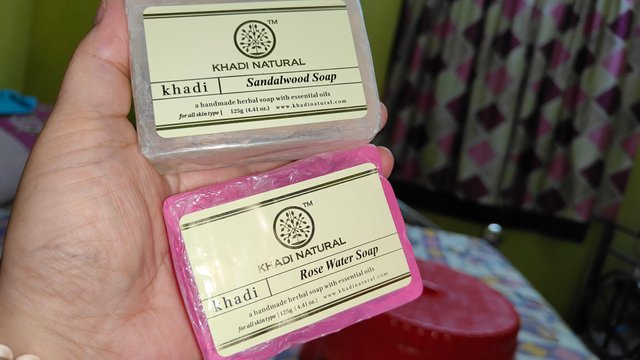 TM
KHADI NATURAL
khadi | Sandalwood Soap
a handmade herbal soap with essential oils
for all skin type | 125g (4.41 oz.) www.khadinatural.com
TM
KHADI NATURAL
khadi | Rose Water Soap
a handmade herbal soap with essential oils
for all skin type | 125g (4.41 oz.) www.khadinatural.com